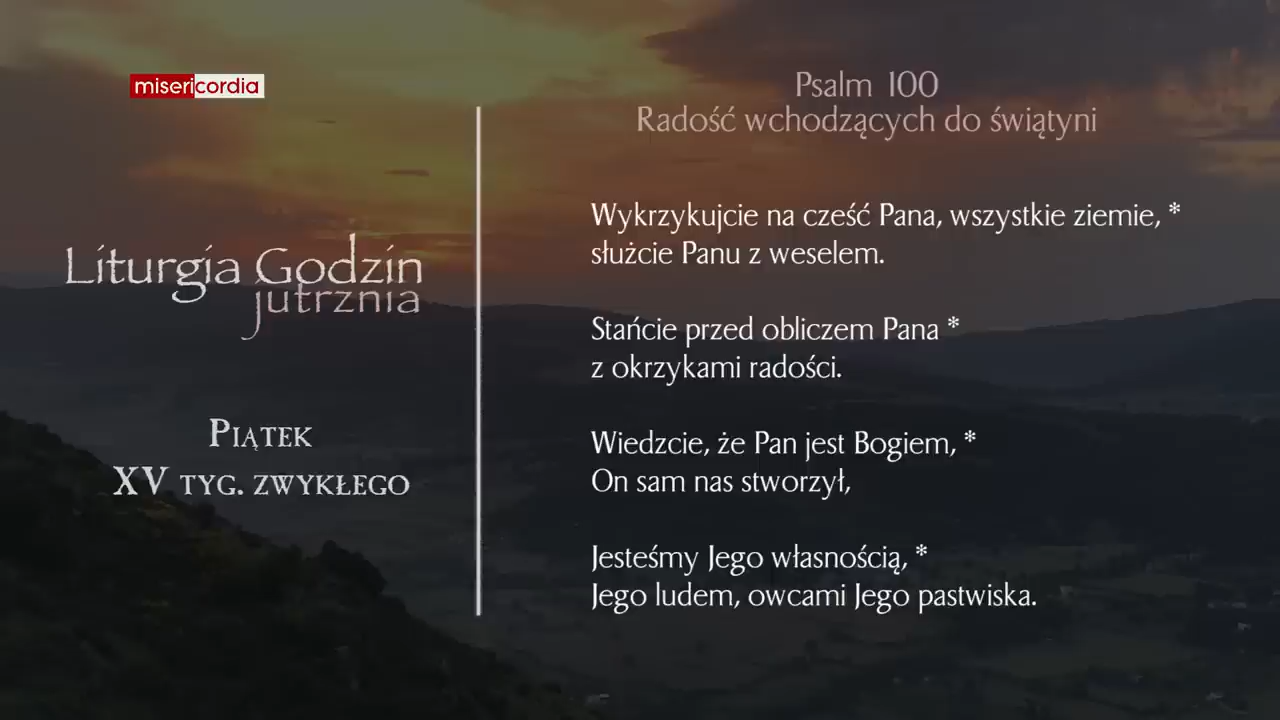 misericordia
Liturgia Godzin
jutrznia
Piątek
XV tyg. zwykłego
Psalm 100
Radość wchodzących do świątyni
Wykrzykujcie na cześć Pana, wszystkie ziemie, *
służcie Panu z weselem.
Stańcie przed obliczem Pana *
z okrzykami radości.
Wiedzcie, że Pan jest Bogiem, *
On sam nas stworzył,
Jesteśmy Jego własnością, *
Jego ludem, owcami Jego pastwiska.